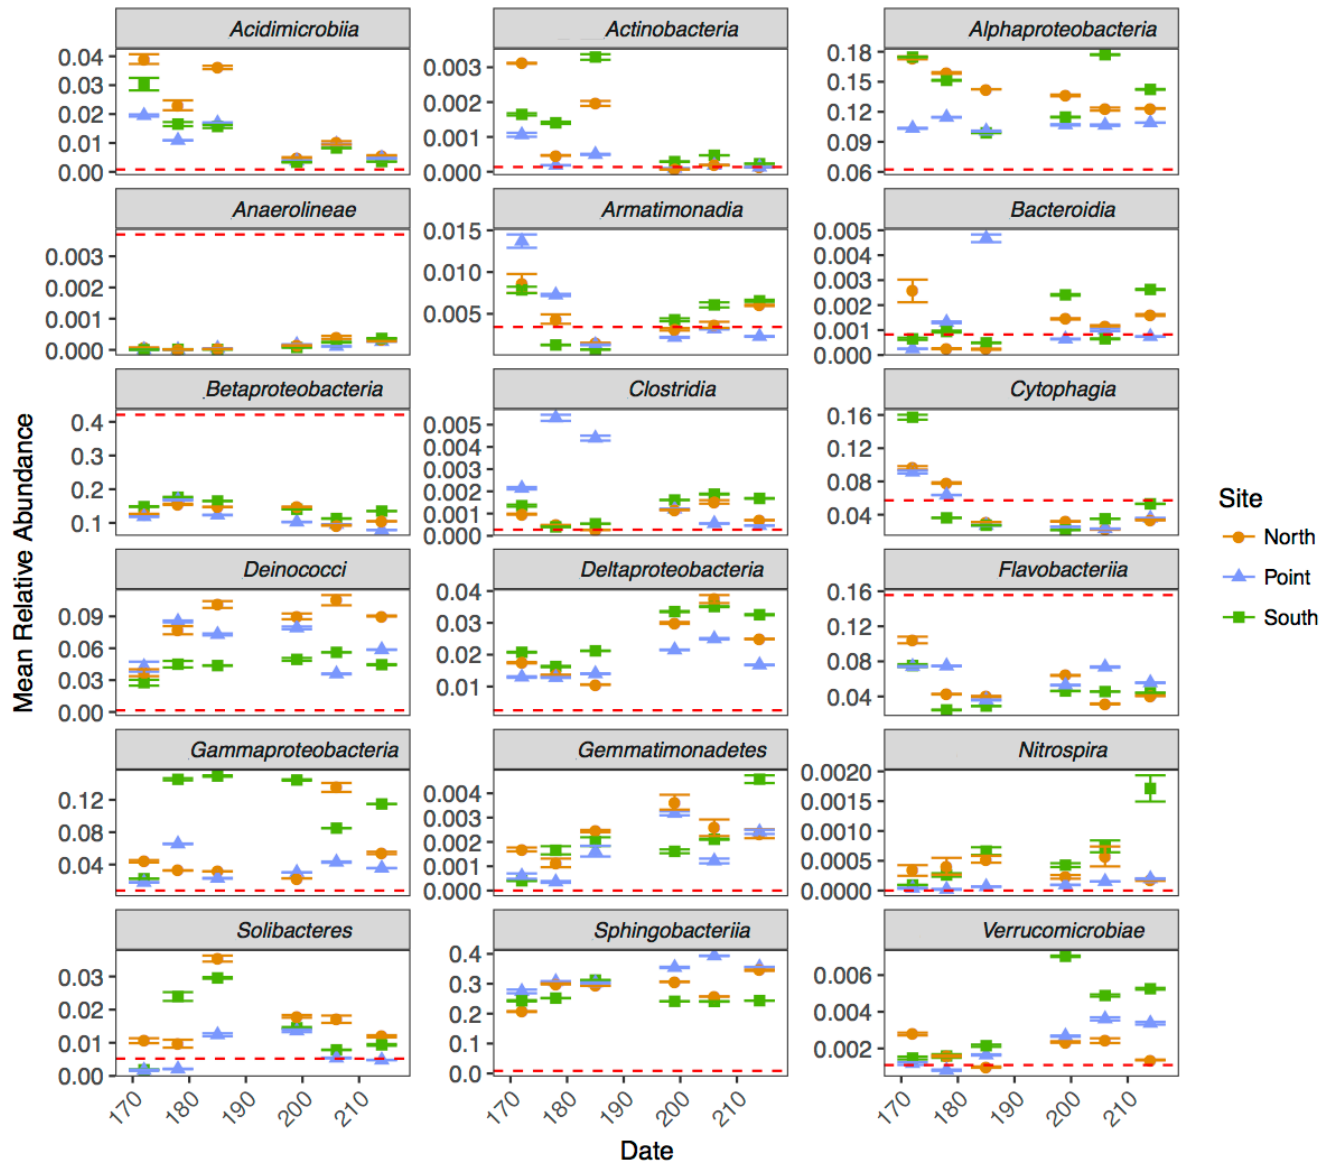 Acidimicrobiia
Actinobacteria
Alphaproteobacteria
0.04
0.03
0.02
0.01
0.00
0.003
0.002
0.001
0.000
0.18
0.15
0.12
0.09
0.06
Anaerolineae
Armatimonadia
Bacteroidia
0.003
0.002
0.001
0.000
0.015
0.010
0.005
0.005
0.004
0.003
0.002
0.001
0.000
Betaproteobacteria
Clostridia
Cytophagia
0.4
0.3
0.2
0.1
0.005
0.004
0.003
0.002
0.001
0.000
0.16
0.12
0.08
0.04
Deinococci
Deltaproteobacteria
Flavobacteriia
0.09
0.06
0.03
0.00
0.04
0.03
0.02
0.01
0.16
0.12
0.08
0.04
Gammaproteobacteria
Gemmatimonadetes
Nitrospira
0.12
0.08
0.04
0.004
0.003
0.002
0.001
0.000
0.0020
0.0015
0.0010
0.0005
0.0000
Solibacteres
Sphingobacteriia
Verrucomicrobiae
0.03
0.02
0.01
0.00
0.4
0.3
0.2
0.1
0.0
0.006
0.004
0.002
170 180 190 200 210
170 180 190 200 210
170 180 190 200 210
Date
Mean Relative Abundance
Site
North
Point
South